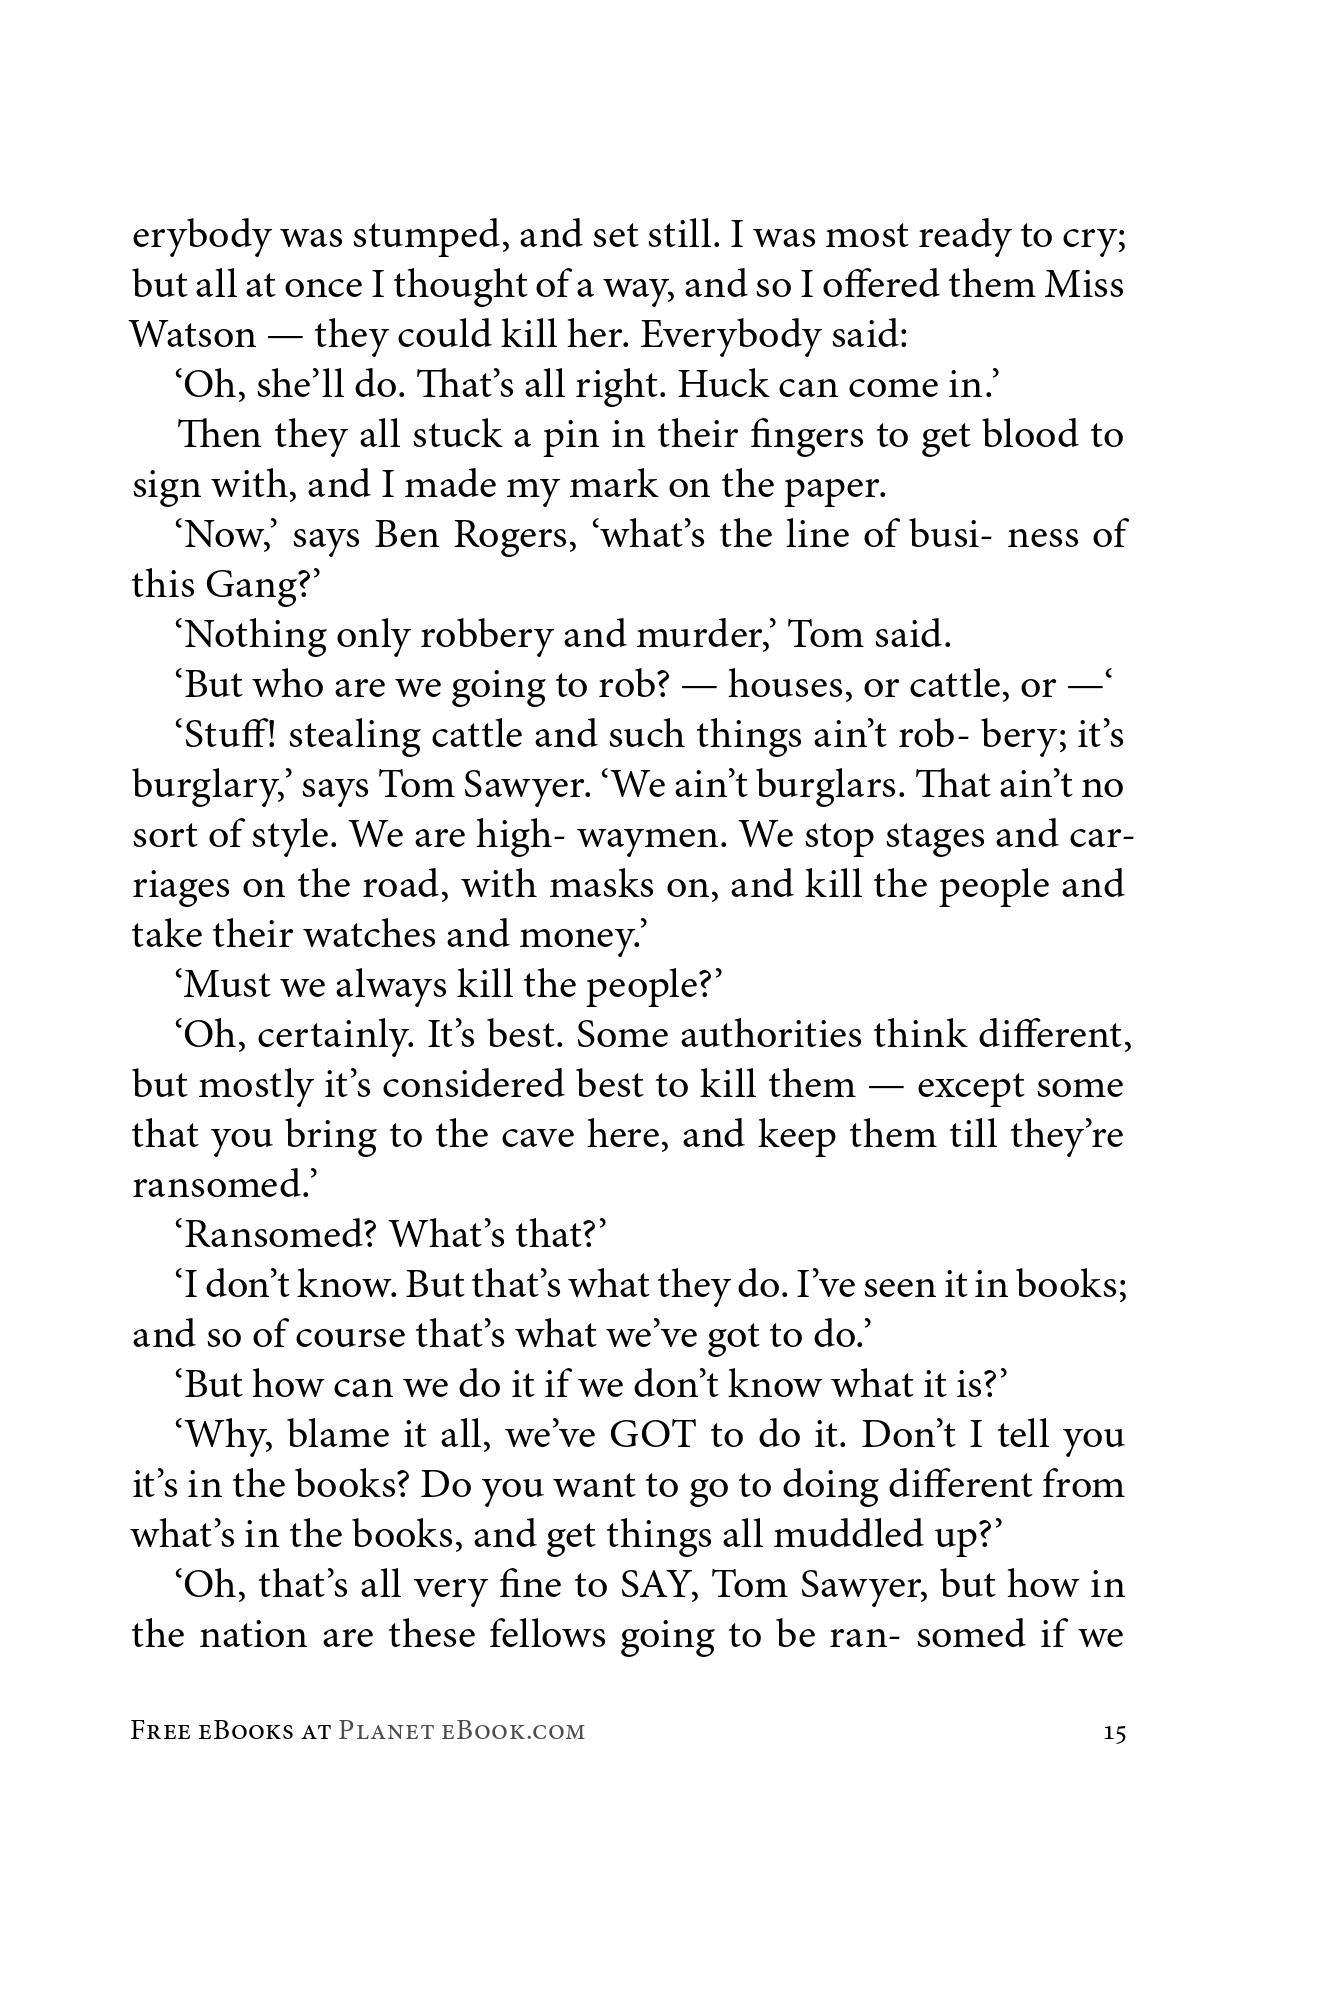 erybody was stumped, and set still. I was most ready to cry;
but all at once I thought of a way, and so I offered them Miss
Watson — they could kill her. Everybody said:
‘Oh, she’ll do. That’s all right. Huck can come in.’
Then they all stuck a pin in their fingers to get blood to
sign with, and I made my mark on the paper.
‘Now,’ says Ben Rogers, ‘what’s the line of busi- ness of
this Gang?’
‘Nothing only robbery and murder,’ Tom said.
‘But who are we going to rob? — houses, or cattle, or —‘
‘Stuff! stealing cattle and such things ain’t rob- bery; it’s
burglary,’ says Tom Sawyer. ‘We ain’t burglars. That ain’t no
sort of style. We are high- waymen. We stop stages and car-
riages on the road, with masks on, and kill the people and
take their watches and money.’
‘Must we always kill the people?’
‘Oh, certainly. It’s best. Some authorities think different,
but mostly it’s considered best to kill them — except some
that you bring to the cave here, and keep them till they’re
ransomed.’
‘Ransomed? What’s that?’
‘I don’t know. But that’s what they do. I’ve seen it in books;
and so of course that’s what we’ve got to do.’
‘But how can we do it if we don’t know what it is?’
‘Why, blame it all, we’ve GOT to do it. Don’t I tell you
it’s in the books? Do you want to go to doing different from
what’s in the books, and get things all muddled up?’
‘Oh, that’s all very fine to SAY, Tom Sawyer, but how in
the nation are these fellows going to be ran- somed if we
Free eBooks at Planet eBook.com 15